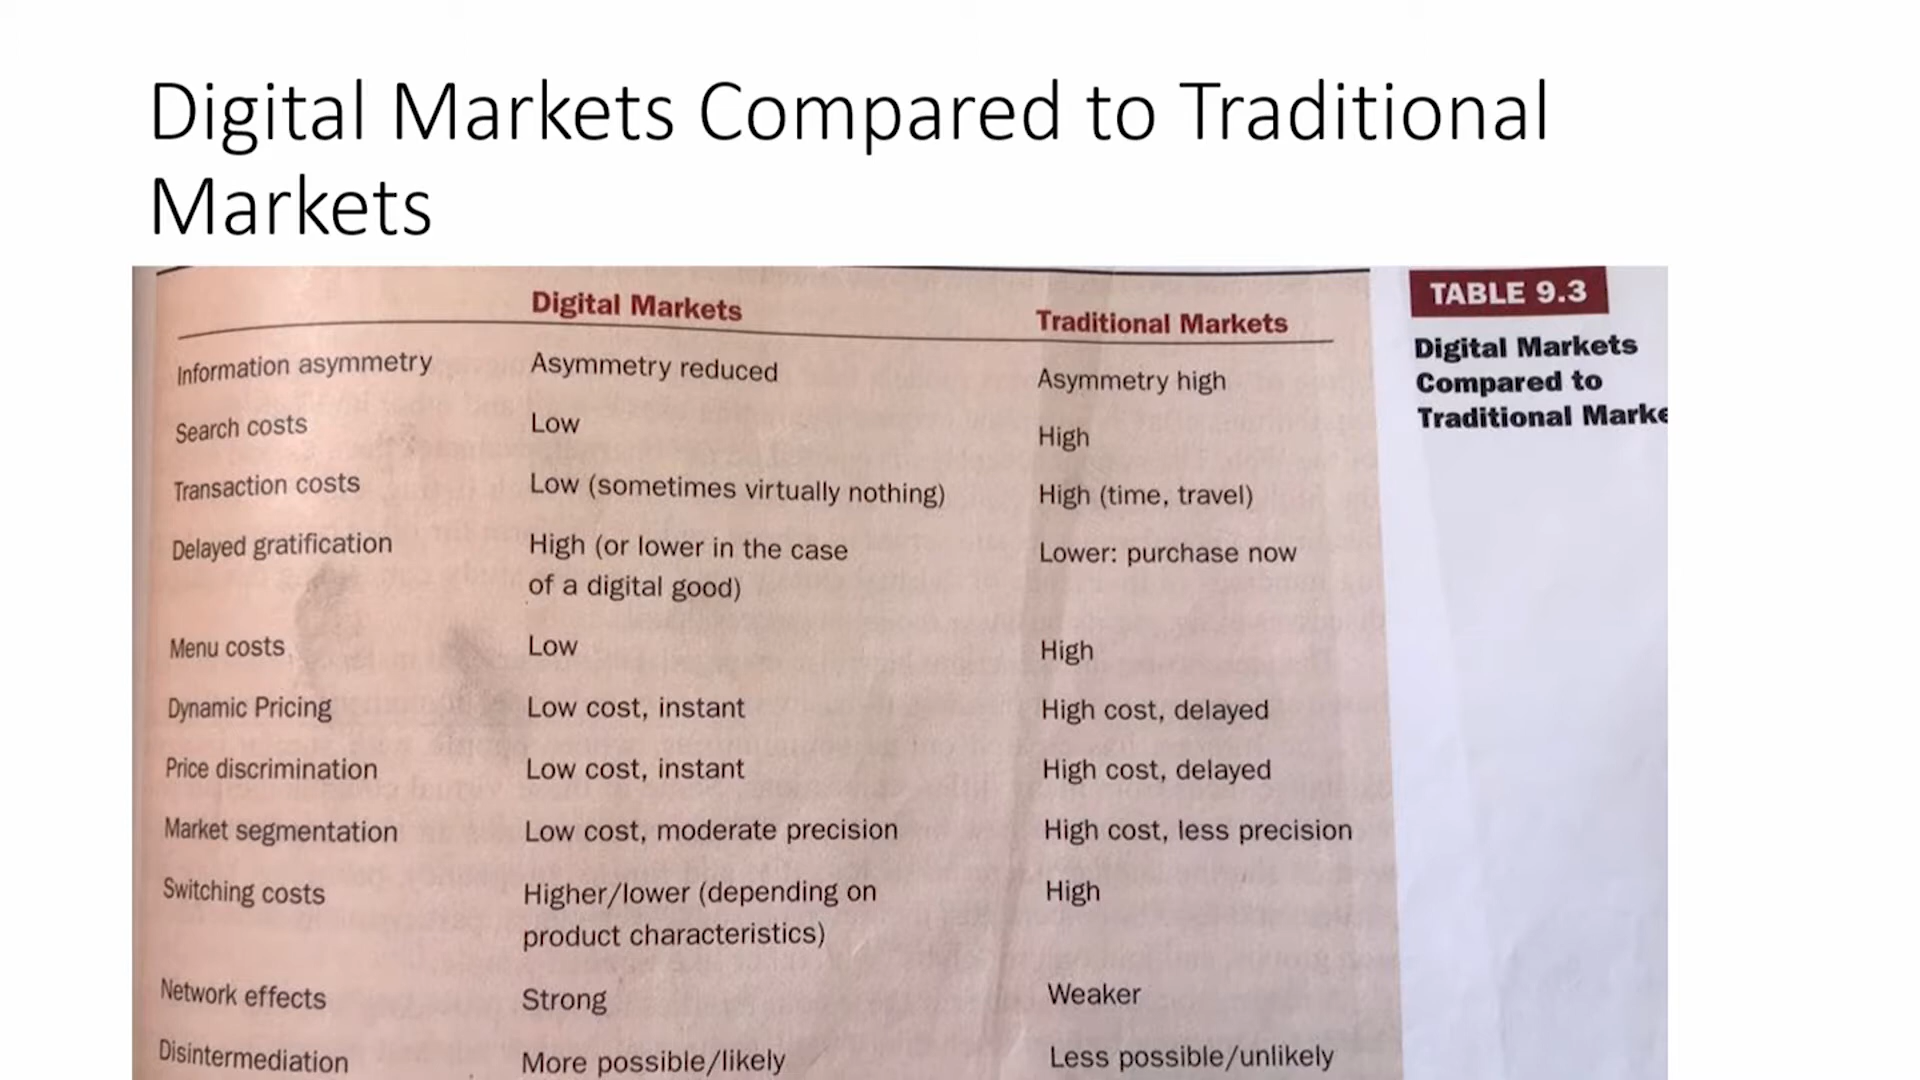 Digital Markets Compared to Traditional
Markets
Digital Markets Traditional Markets
Information asymmetry Asymmetry reduced Asymmetry high
Search costs Low High
Transaction costs Low (sometimes virtually nothing) High (time, travel)
Delayed gratification High (or lower in the case Lower: purchase now
of a digital good)
Menu costs Low High
Dynamic Pricing Low cost, instant High cost, delayed
Price discrimination Low cost, instant High cost, delayed
Market segmentation Low cost, moderate precision High cost, less precision
Switching costs Higher/lower (depending on High
product characteristics)
Network effects Strong Weaker
Disintermediation More possible/likely Less possible/unlikely
TABLE 9.3
Digital Markets
Compared to
Traditional Marke